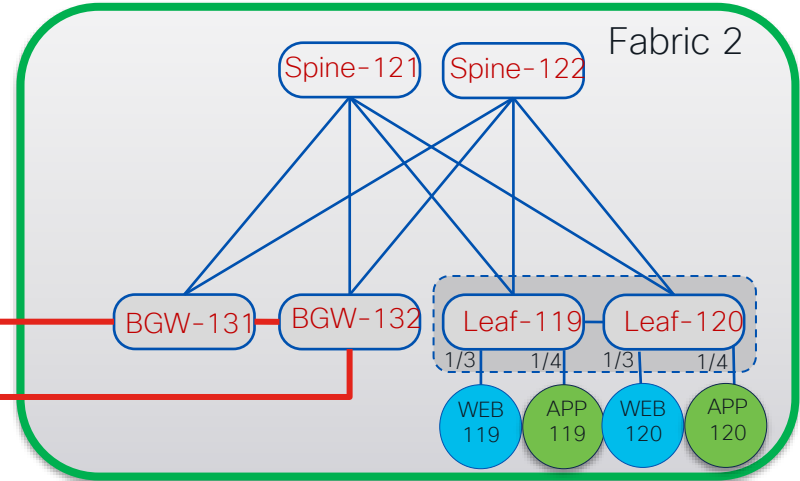 Fabric 2
Spine-121
Spine-122
BGW-131
BGW-132
Leaf-119
Leaf-120
1/3
1/4
1/3
1/4
WEB
119
APP
119
WEB
120
APP
120